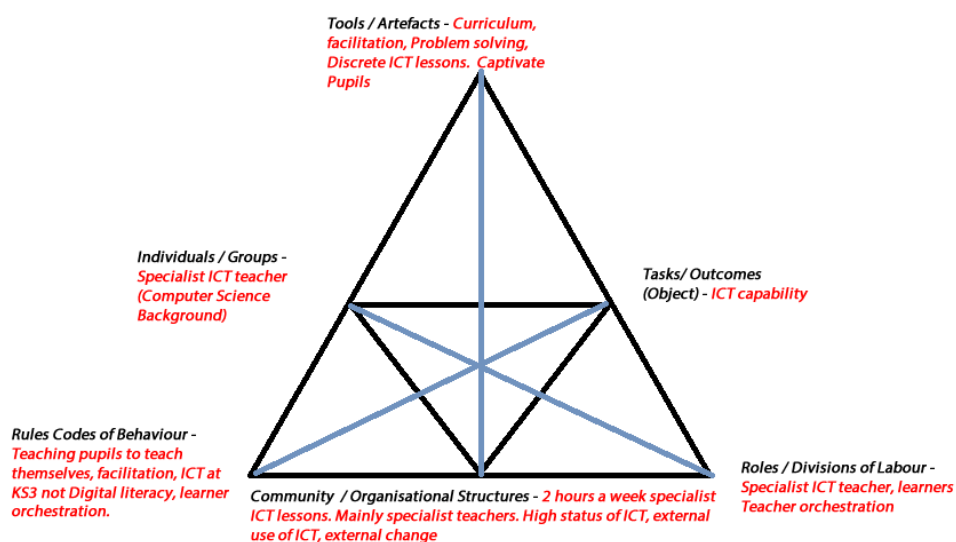 Tools / Artefacts - Curriculum,
facilitation, Problem solving,
Discrete ICT lessons.  Captivate
Pupils
Individuals / Groups -
Specialist ICT teacher
(Computer Science
Background)
Tasks/ Outcomes
(Object) - ICT capability
Rules Codes of Behaviour -
Teaching pupils to teach
themselves, facilitation, ICT at
KS3 not Digital literacy, learner
orchestration.
Community  / Organisational Structures - 2 hours a week specialist
ICT lessons. Mainly specialist teachers. High status of ICT, external
use of ICT, external change
Roles / Divisions of Labour -
Specialist ICT teacher, learners
Teacher orchestration